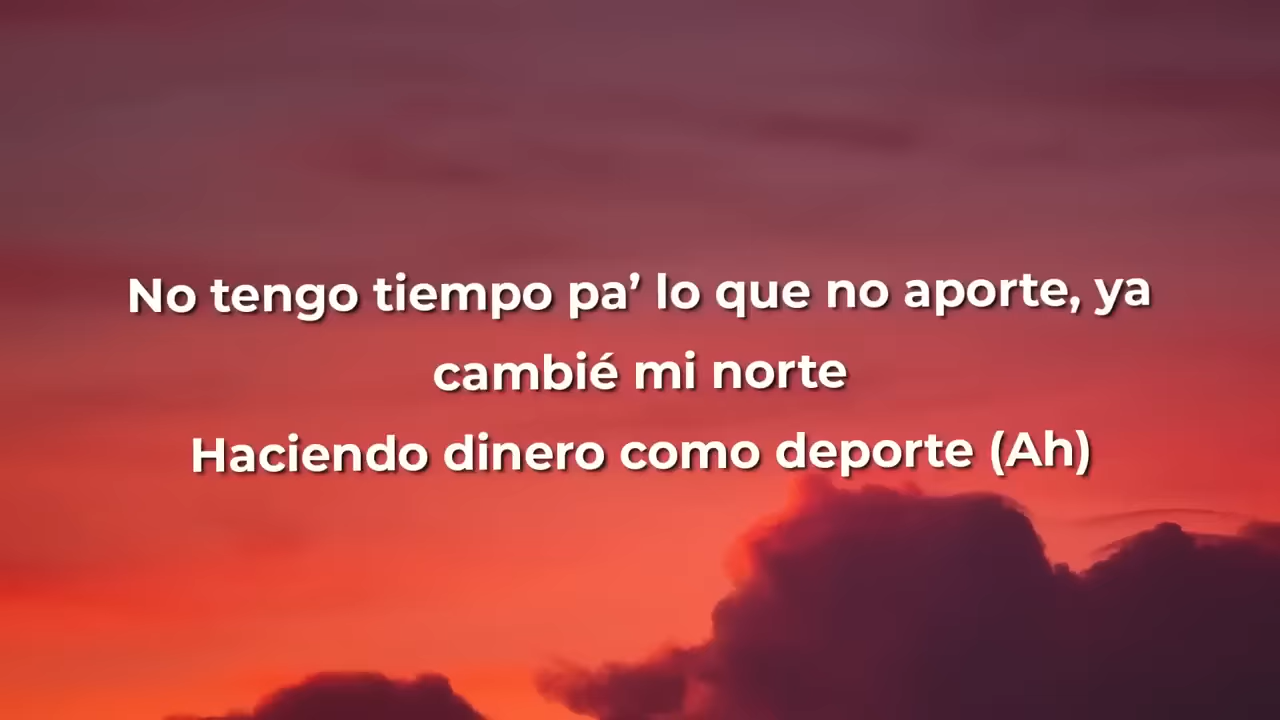 No tengo tiempo pa’ lo que no aporte, ya
cambié mi norte
Haciendo dinero como deporte (Ah)